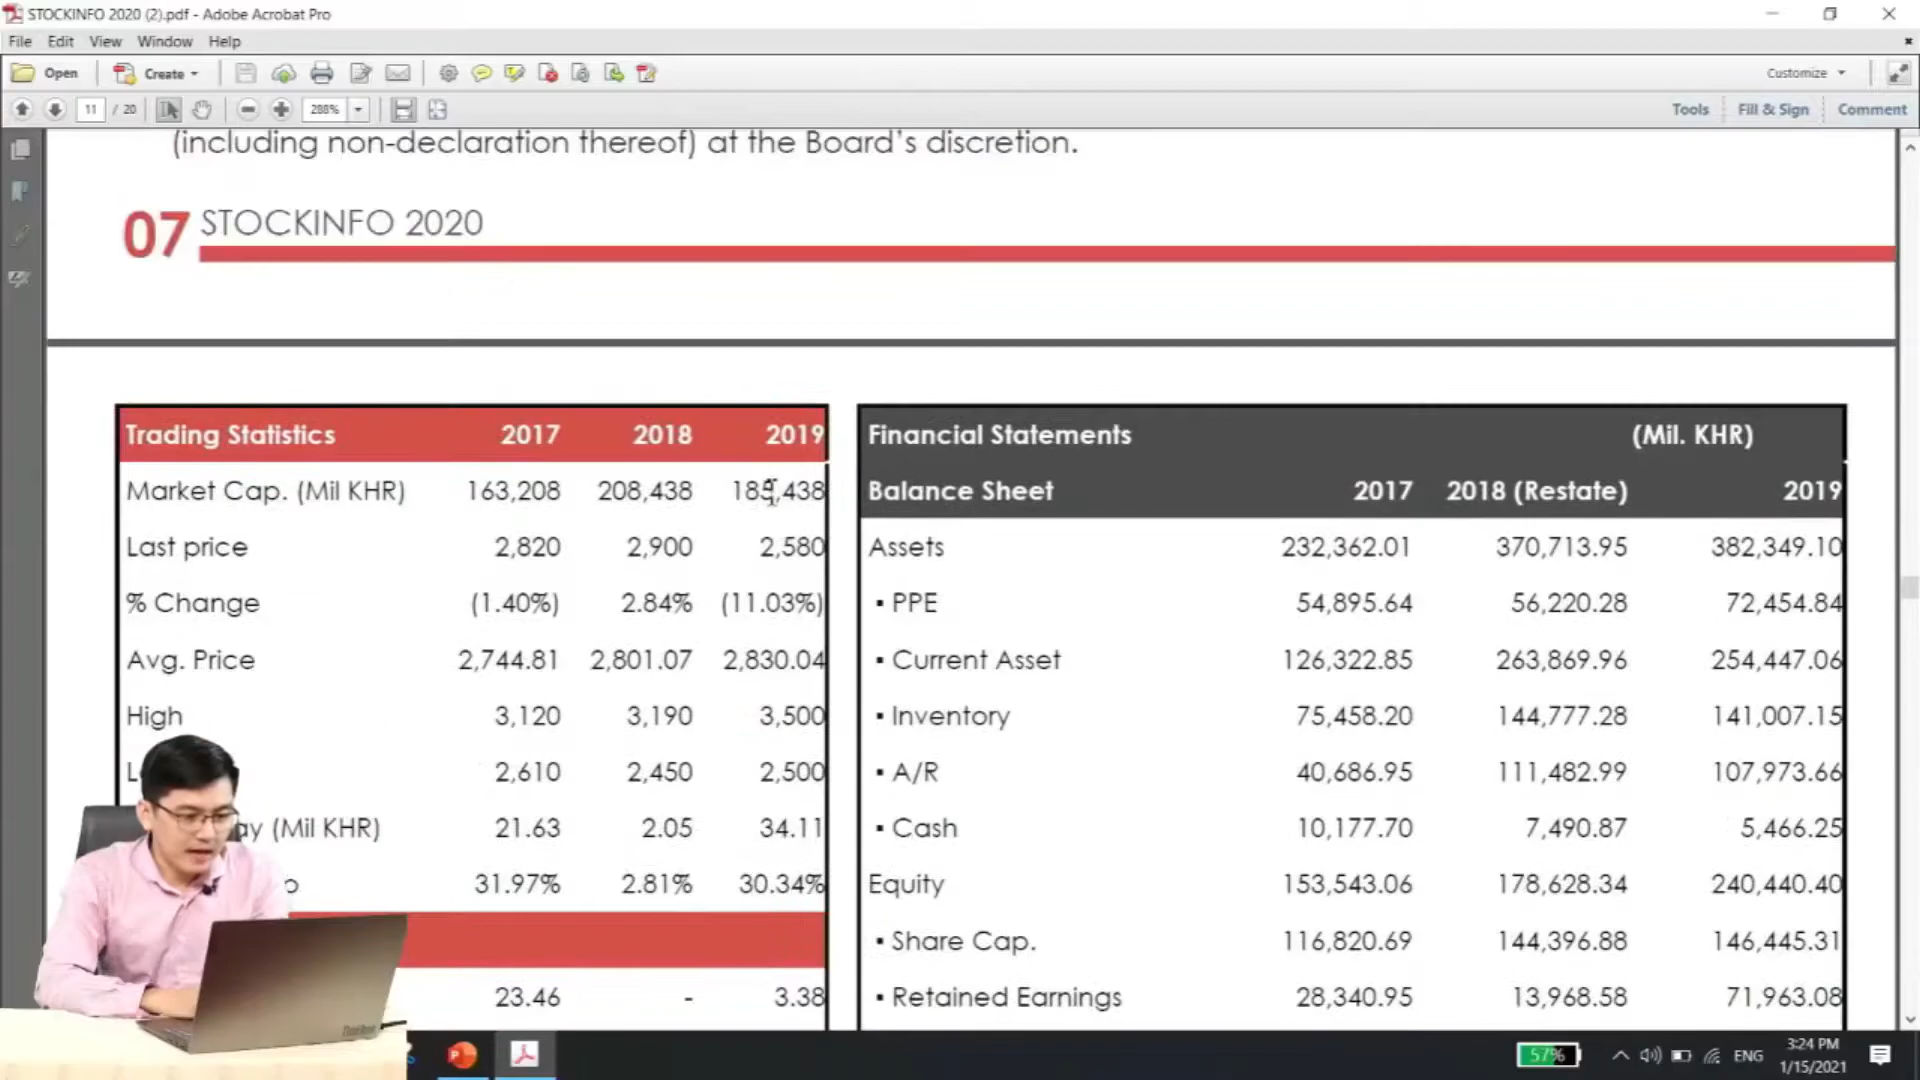 STOCKINFO 2020 (2).pdf - Adobe Acrobat Pro
File Edit View Window Help
Open Create Customize
11 / 20 288% Tools Fill & Sign Comment
(including non-declaration thereof) at the Board's discretion.
07 STOCKINFO 2020
Trading Statistics 2017 2018 2019
Market Cap. (Mil KHR) 163,208 208,438 185,438
Last price 2,820 2,900 2,580
% Change (1.40%) 2.84% (11.03%)
Avg. Price 2,744.81 2,801.07 2,830.04
High 3,120 3,190 3,500
2,610 2,450 2,500
(Mil KHR) 21.63 2.05 34.11
31.97% 2.81% 30.34%
23.46 - 3.38
Financial Statements (Mil. KHR)
Balance Sheet 2017 2018 (Restate) 2019
Assets 232,362.01 370,713.95 382,349.10
▪ PPE 54,895.64 56,220.28 72,454.84
▪ Current Asset 126,322.85 263,869.96 254,447.06
▪ Inventory 75,458.20 144,777.28 141,007.15
▪ A/R 40,686.95 111,482.99 107,973.66
▪ Cash 10,177.70 7,490.87 5,466.25
Equity 153,543.06 178,628.34 240,440.40
▪ Share Cap. 116,820.69 144,396.88 146,445.31
▪ Retained Earnings 28,340.95 13,968.58 71,963.08
57% ENG 3:24 PM
1/15/2021